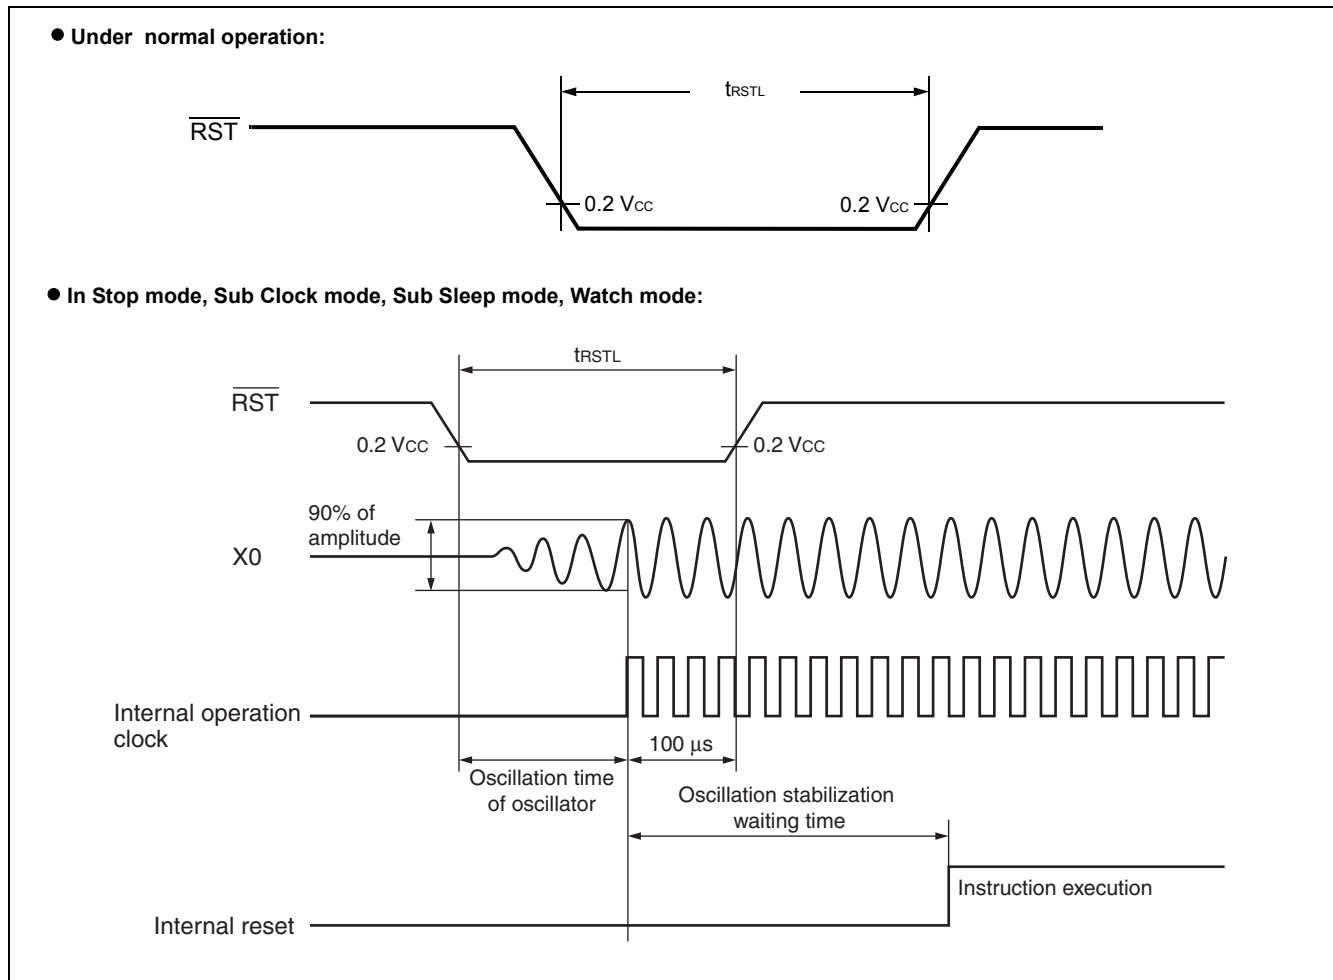 ● Under normal operation:
tRSTL
RST
0.2 VCC
0.2 VCC
● In Stop mode, Sub Clock mode, Sub Sleep mode, Watch mode:
tRSTL
RST
0.2 VCC
0.2 VCC
90% of
amplitude
X0
Internal operation
clock
100 μs
Oscillation time
of oscillator
Oscillation stabilization
waiting time
Instruction execution
Internal reset